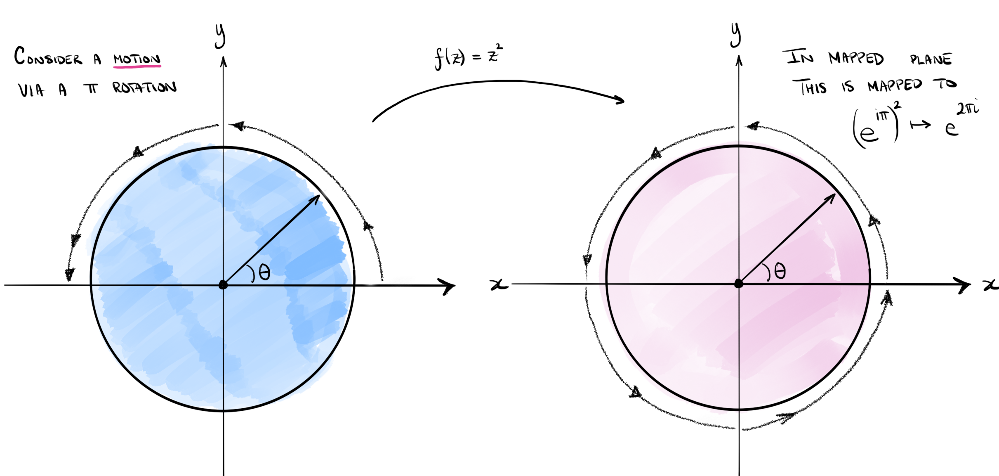 y
CONSIDER A MOTION
VIA A π ROTATION
θ
x
f(z) = z²
y
IN MAPPED PLANE
THIS IS MAPPED TO
(e^{iπ})² ↦ e^{2πi}
θ
x